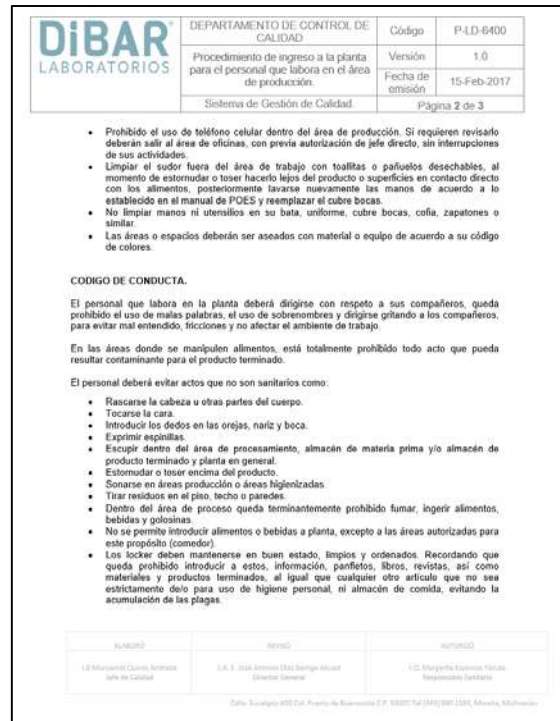 DiBAR
LABORATORIOS
DEPARTAMENTO DE CONTROL DE
CALIDAD
Código
P-LD-6400
Procedimiento de ingreso a la planta
para el personal que labora en el área
de producción.
Versión
1.0
Fecha de
emisión
15-Feb-2017
Sistema de Gestión de Calidad
Página 2 de 3
• Prohibido el uso de teléfono celular dentro del área de producción. Si requieren revisarlo
deberán salir al área de oficinas, con previa autorización de jefe directo, sin interrupciones
de sus actividades.
• Limpiar el sudor fuera del área de trabajo con toallitas o pañuelos desechables, al
momento de estornudar o toser hacerlo lejos del producto o superficies en contacto directo
con los alimentos, posteriormente lavarse nuevamente las manos de acuerdo a lo
establecido en el manual de POES y reemplazar el cubre bocas.
• No limpiar manos ni utensilios en su bata, uniforme, cubre bocas, cofia, zapatones o
similar.
• Las áreas o espacios deberán ser aseados con material o equipo de acuerdo a su código
de colores.
CODIGO DE CONDUCTA.
El personal que labora en la planta deberá dirigirse con respeto a sus compañeros, queda
prohibido el uso de malas palabras, el uso de sobrenombres y dirigirse gritando a los compañeros,
para evitar mal entendido, fricciones y no afectar el ambiente de trabajo.
En las áreas donde se manipulen alimentos, está totalmente prohibido todo acto que pueda
resultar contaminante para el producto terminado.
El personal deberá evitar actos que no son sanitarios como:
• Rascarse la cabeza u otras partes del cuerpo.
• Tocarse la cara.
• Introducir los dedos en las orejas, nariz y boca.
• Exprimir espinillas.
• Escupir dentro del área de procesamiento, almacén de materia prima y/o almacén de
producto terminado y planta en general.
• Estornudar o toser encima del producto.
• Sonarse en áreas producción o áreas higienizadas
• Tirar residuos en el piso, techo o paredes.
• Dentro del área de proceso queda terminantemente prohibido fumar, ingerir alimentos,
bebidas y golosinas.
• No se permite introducir alimentos o bebidas a planta, excepto a las áreas autorizadas para
este propósito (comedor).
• Los locker deben mantenerse en buen estado, limpios y ordenados. Recordando que
queda prohibido introducir a estos, información, panfletos, libros, revistas, así como
materiales y productos terminados, al igual que cualquier otro artículo que no sea
estrictamente de/o para uso de higiene personal, ni almacén de comida, evitando la
acumulación de las plagas.
ELABORÓ
REVISÓ
AUTORIZÓ
Jefe de Calidad
Director General
Responsable Sanitario